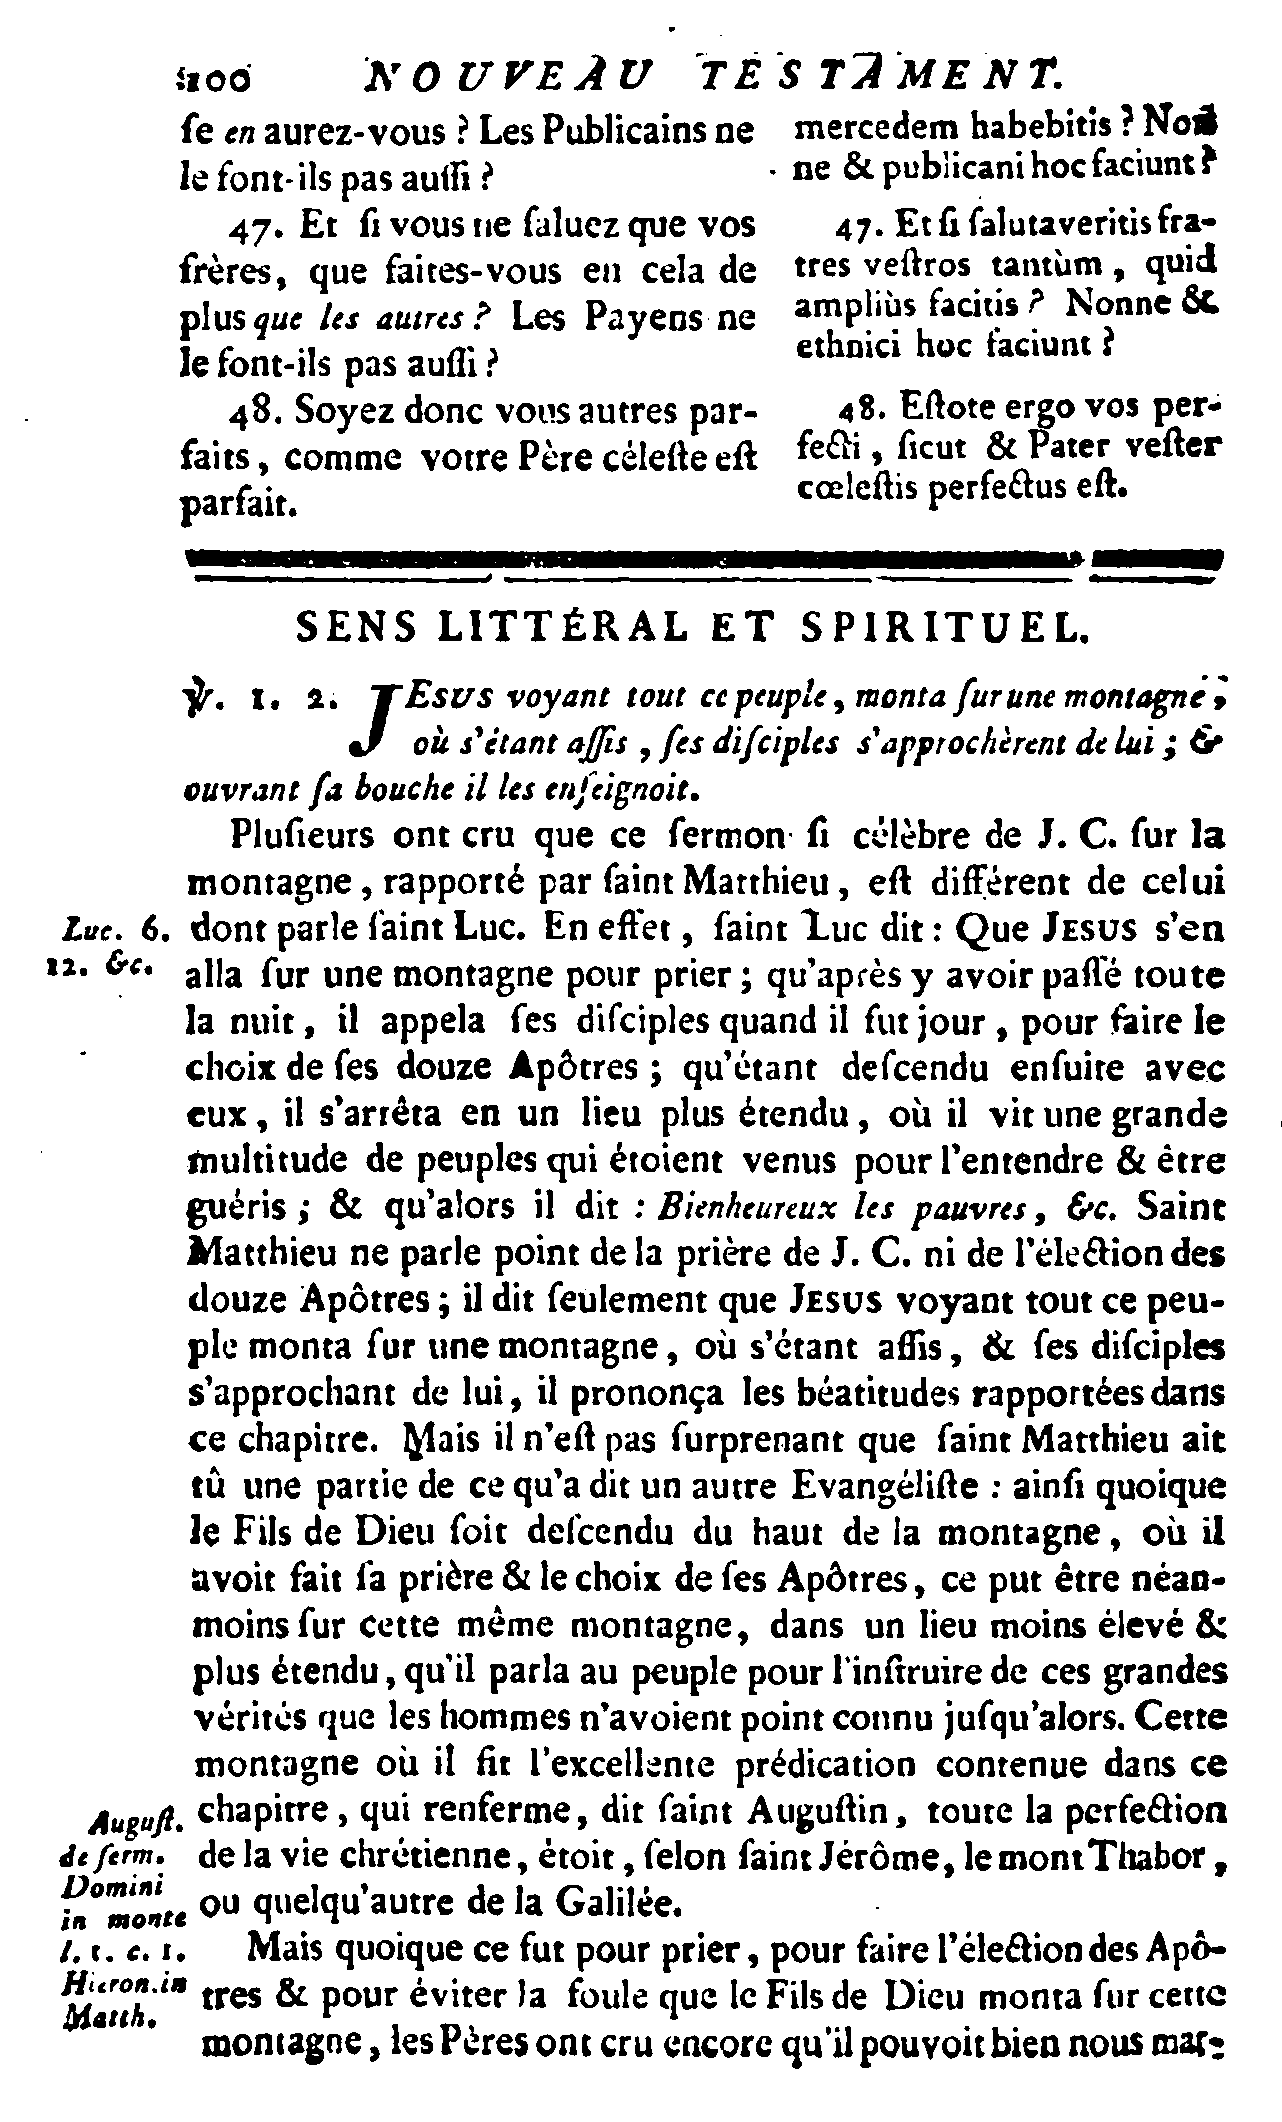 100 NOUVEAU TESTAMENT.
ſe en aurez-vous ? Les Publicains ne
le font-ils pas auſſi ?
47. Et ſi vous ne ſaluez que vos
frères, que faites-vous en cela de
plus que les autres ? Les Payens ne
le font-ils pas auſſi ?
48. Soyez donc vous autres par-
faits, comme votre Père céleſte eſt
parfait.
mercedem habebitis ? Non
ne & publicani hoc faciunt ?
47. Et ſi ſalutaveritis fra-
tres veſtros tantùm, quid
ampliùs facitis ? Nonne &
ethnici hoc faciunt ?
48. Eſtote ergo vos per-
fecti, ſicut & Pater veſter
cœleſtis perfectus eſt.
SENS LITTÉRAL ET SPIRITUEL.
℣. 1. 2. JEsus voyant tout ce peuple, monta ſur une montagne,
où s'étant aſſis, ſes diſciples s'approchèrent de lui ; &
ouvrant ſa bouche il les enſeignoit.
Pluſieurs ont cru que ce ſermon ſi célèbre de J. C. ſur la
montagne, rapporté par ſaint Matthieu, eſt différent de celui
Luc. 6. dont parle ſaint Luc. En effet, ſaint Luc dit : Que JESUS s'en
12. &c. alla ſur une montagne pour prier ; qu'après y avoir paſſé toute
la nuit, il appela ſes diſciples quand il fut jour, pour faire le
choix de ſes douze Apôtres ; qu'étant deſcendu enſuite avec
eux, il s'arrêta en un lieu plus étendu, où il vit une grande
multitude de peuples qui étoient venus pour l'entendre & être
guéris ; & qu'alors il dit : Bienheureux les pauvres, &c. Saint
Matthieu ne parle point de la prière de J. C. ni de l'élection des
douze Apôtres ; il dit ſeulement que JESUS voyant tout ce peu-
ple monta ſur une montagne, où s'étant aſſis, & ſes diſciples
s'approchant de lui, il prononça les béatitudes rapportées dans
ce chapitre. Mais il n'eſt pas ſurprenant que ſaint Matthieu ait
tû une partie de ce qu'a dit un autre Evangéliſte : ainſi quoique
le Fils de Dieu ſoit deſcendu du haut de la montagne, où il
avoit fait ſa prière & le choix de ſes Apôtres, ce put être néan-
moins ſur cette même montagne, dans un lieu moins élevé &
plus étendu, qu'il parla au peuple pour l'inſtruire de ces grandes
vérités que les hommes n'avoient point connu juſqu'alors. Cette
montagne où il fit l'excellente prédication contenue dans ce
Auguſt. chapitre, qui renferme, dit ſaint Auguſtin, toute la perfection
de ſerm. de la vie chrétienne, étoit, ſelon ſaint Jérôme, le mont Thabor,
Domini
in monte ou quelqu'autre de la Galilée.
l. 1. c. 1. Mais quoique ce fut pour prier, pour faire l'élection des Apô-
Hieron. in tres & pour éviter la foule que le Fils de Dieu monta ſur cette
Matth.
montagne, les Pères ont cru encore qu'il pouvoit bien nous mar-